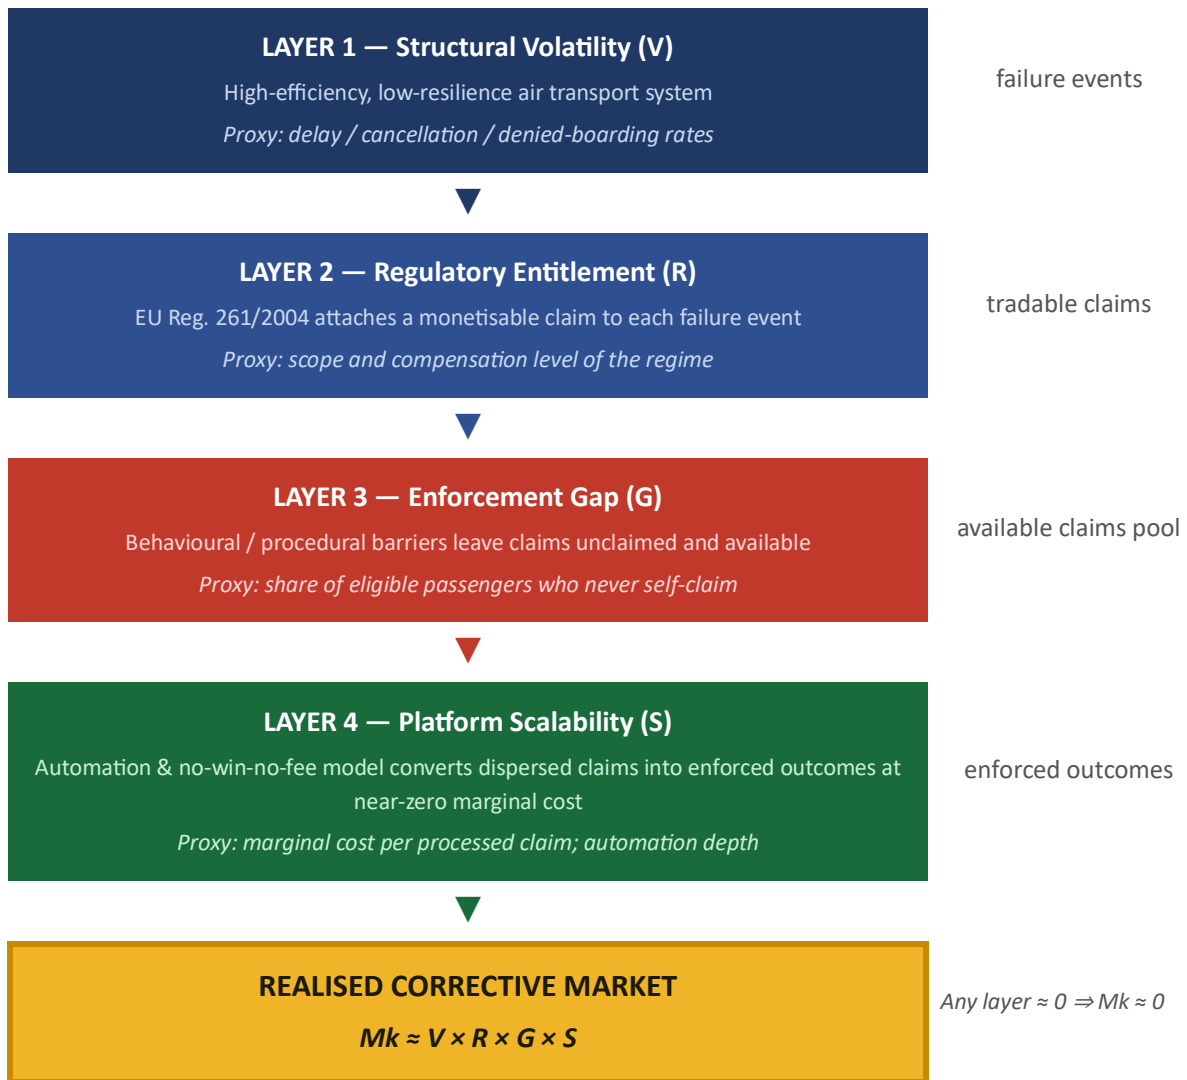 LAYER 1 — Structural Volatility (V)
High-efficiency, low-resilience air transport system
Proxy: delay / cancellation / denied-boarding rates
failure events
LAYER 2 — Regulatory Entitlement (R)
EU Reg. 261/2004 attaches a monetisable claim to each failure event
Proxy: scope and compensation level of the regime
tradable claims
LAYER 3 — Enforcement Gap (G)
Behavioural / procedural barriers leave claims unclaimed and available
Proxy: share of eligible passengers who never self-claim
available claims pool
LAYER 4 — Platform Scalability (S)
Automation & no-win-no-fee model converts dispersed claims into enforced outcomes at
near-zero marginal cost
Proxy: marginal cost per processed claim; automation depth
enforced outcomes
REALISED CORRECTIVE MARKET
Mk ≈ V × R × G × S
Any layer ≈ 0 ⇒ Mk ≈ 0